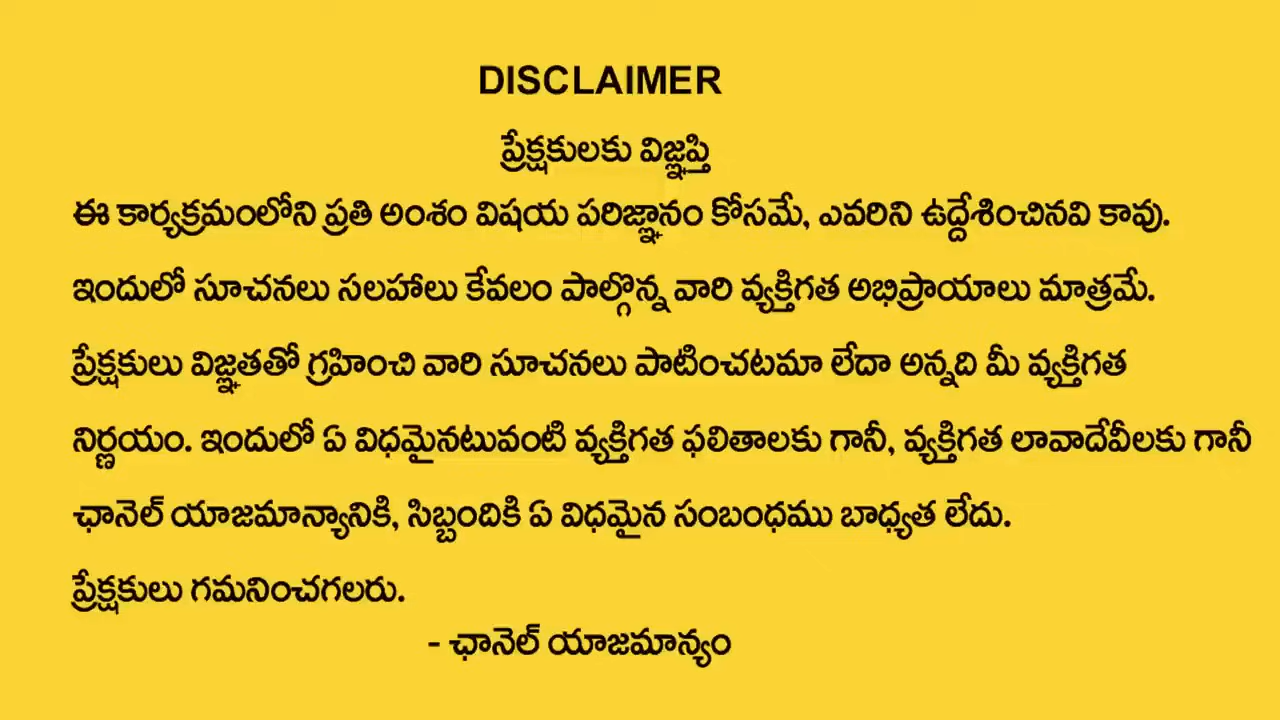 DISCLAIMER
ప్రేక్షకులకు విజ్ఞప్తి
ఈ కార్యక్రమంలోని ప్రతి అంశం విషయ పరిజ్ఞానం కోసమే, ఎవరిని ఉద్దేశించినవి కావు.
ఇందులో సూచనలు సలహాలు కేవలం పాల్గొన్న వారి వ్యక్తిగత అభిప్రాయాలు మాత్రమే.
ప్రేక్షకులు విజ్ఞతతో గ్రహించి వారి సూచనలు పాటించటమా లేదా అన్నది మీ వ్యక్తిగత
నిర్ణయం. ఇందులో ఏ విధమైనటువంటి వ్యక్తిగత ఫలితాలకు గానీ, వ్యక్తిగత లావాదేవీలకు గానీ
ఛానెల్ యాజమాన్యానికి, సిబ్బందికి ఏ విధమైన సంబంధము బాధ్యత లేదు.
ప్రేక్షకులు గమనించగలరు.
- ఛానెల్ యాజమాన్యం